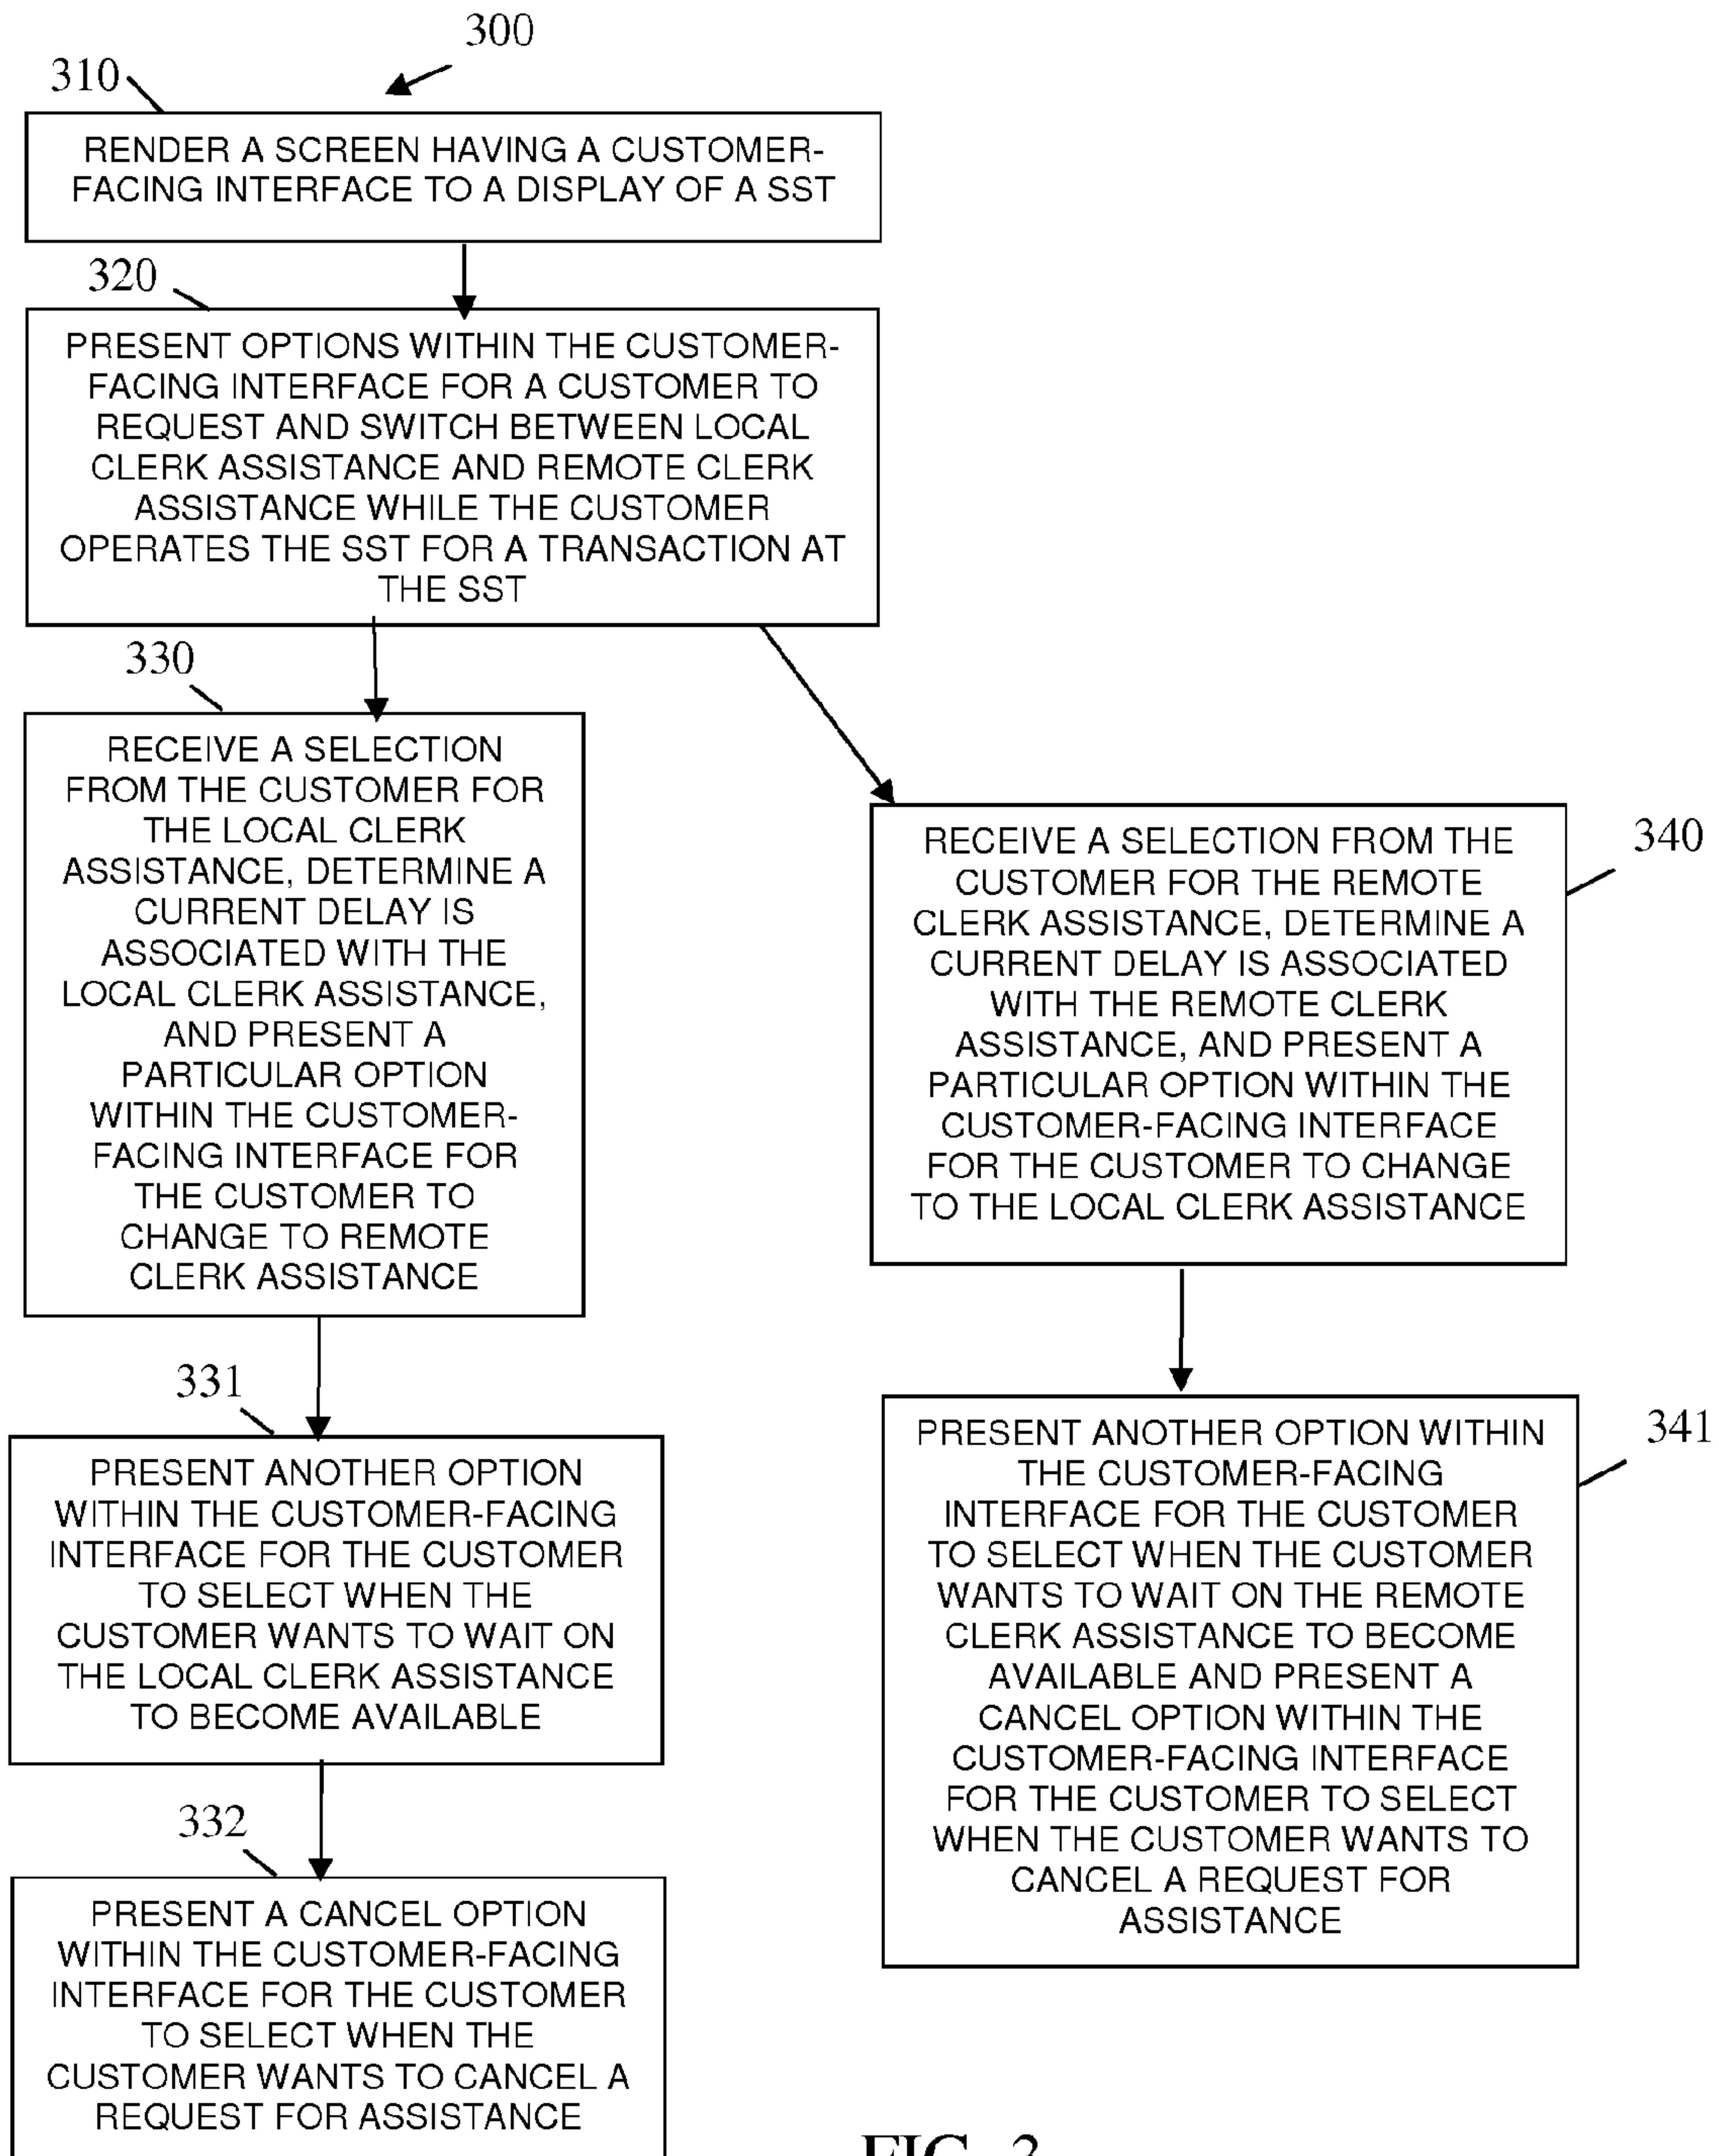 300
310
RENDER A SCREEN HAVING A CUSTOMER-
FACING INTERFACE TO A DISPLAY OF A SST
320
PRESENT OPTIONS WITHIN THE CUSTOMER-
FACING INTERFACE FOR A CUSTOMER TO
REQUEST AND SWITCH BETWEEN LOCAL
CLERK ASSISTANCE AND REMOTE CLERK
ASSISTANCE WHILE THE CUSTOMER
OPERATES THE SST FOR A TRANSACTION AT
THE SST
330
RECEIVE A SELECTION
FROM THE CUSTOMER FOR
THE LOCAL CLERK
ASSISTANCE, DETERMINE A
CURRENT DELAY IS
ASSOCIATED WITH THE
LOCAL CLERK ASSISTANCE,
AND PRESENT A
PARTICULAR OPTION
WITHIN THE CUSTOMER-
FACING INTERFACE FOR
THE CUSTOMER TO
CHANGE TO REMOTE
CLERK ASSISTANCE
340
RECEIVE A SELECTION FROM THE
CUSTOMER FOR THE REMOTE
CLERK ASSISTANCE, DETERMINE A
CURRENT DELAY IS ASSOCIATED
WITH THE REMOTE CLERK
ASSISTANCE, AND PRESENT A
PARTICULAR OPTION WITHIN THE
CUSTOMER-FACING INTERFACE
FOR THE CUSTOMER TO CHANGE
TO THE LOCAL CLERK ASSISTANCE
331
PRESENT ANOTHER OPTION
WITHIN THE CUSTOMER-FACING
INTERFACE FOR THE CUSTOMER
TO SELECT WHEN THE
CUSTOMER WANTS TO WAIT ON
THE LOCAL CLERK ASSISTANCE
TO BECOME AVAILABLE
341
PRESENT ANOTHER OPTION WITHIN
THE CUSTOMER-FACING
INTERFACE FOR THE CUSTOMER
TO SELECT WHEN THE CUSTOMER
WANTS TO WAIT ON THE REMOTE
CLERK ASSISTANCE TO BECOME
AVAILABLE AND PRESENT A
CANCEL OPTION WITHIN THE
CUSTOMER-FACING INTERFACE
FOR THE CUSTOMER TO SELECT
WHEN THE CUSTOMER WANTS TO
CANCEL A REQUEST FOR
ASSISTANCE
332
PRESENT A CANCEL OPTION
WITHIN THE CUSTOMER-FACING
INTERFACE FOR THE CUSTOMER
TO SELECT WHEN THE
CUSTOMER WANTS TO CANCEL A
REQUEST FOR ASSISTANCE
FIG. 3